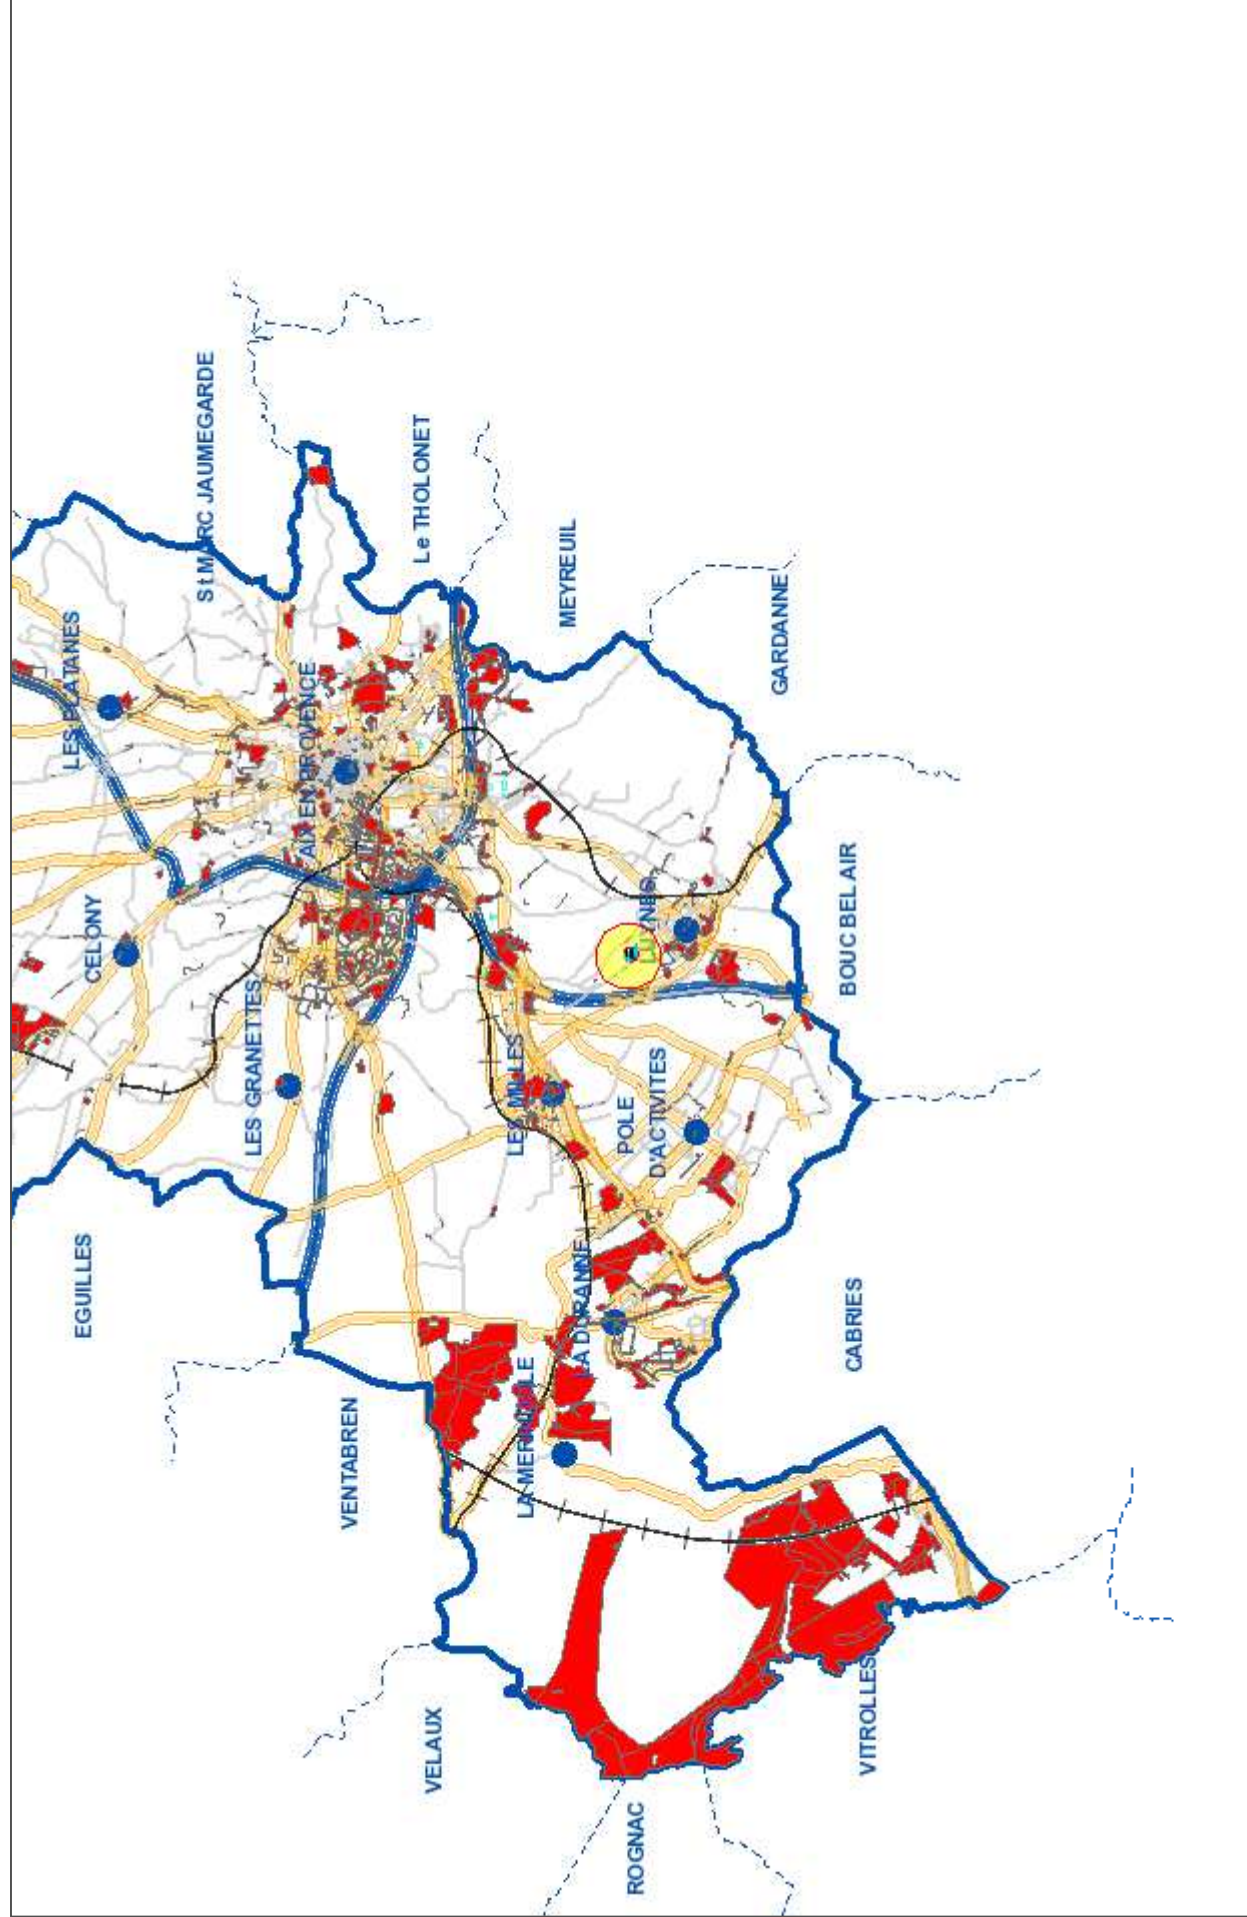 St MARC JAUMEGARDE
Le THOLONET
MEYREUIL
GARDANNE
LES PLATANES
AIX EN PROVENCE
CELONY
LUYNES
BOUC BEL AIR
LES GRANETTES
LES MILLES
POLE
D'ACTIVITES
EGUILLES
LA DURANNE
CABRIES
VENTABREN
LA MERINDOLE
VELAUX
VITROLLES
ROGNAC